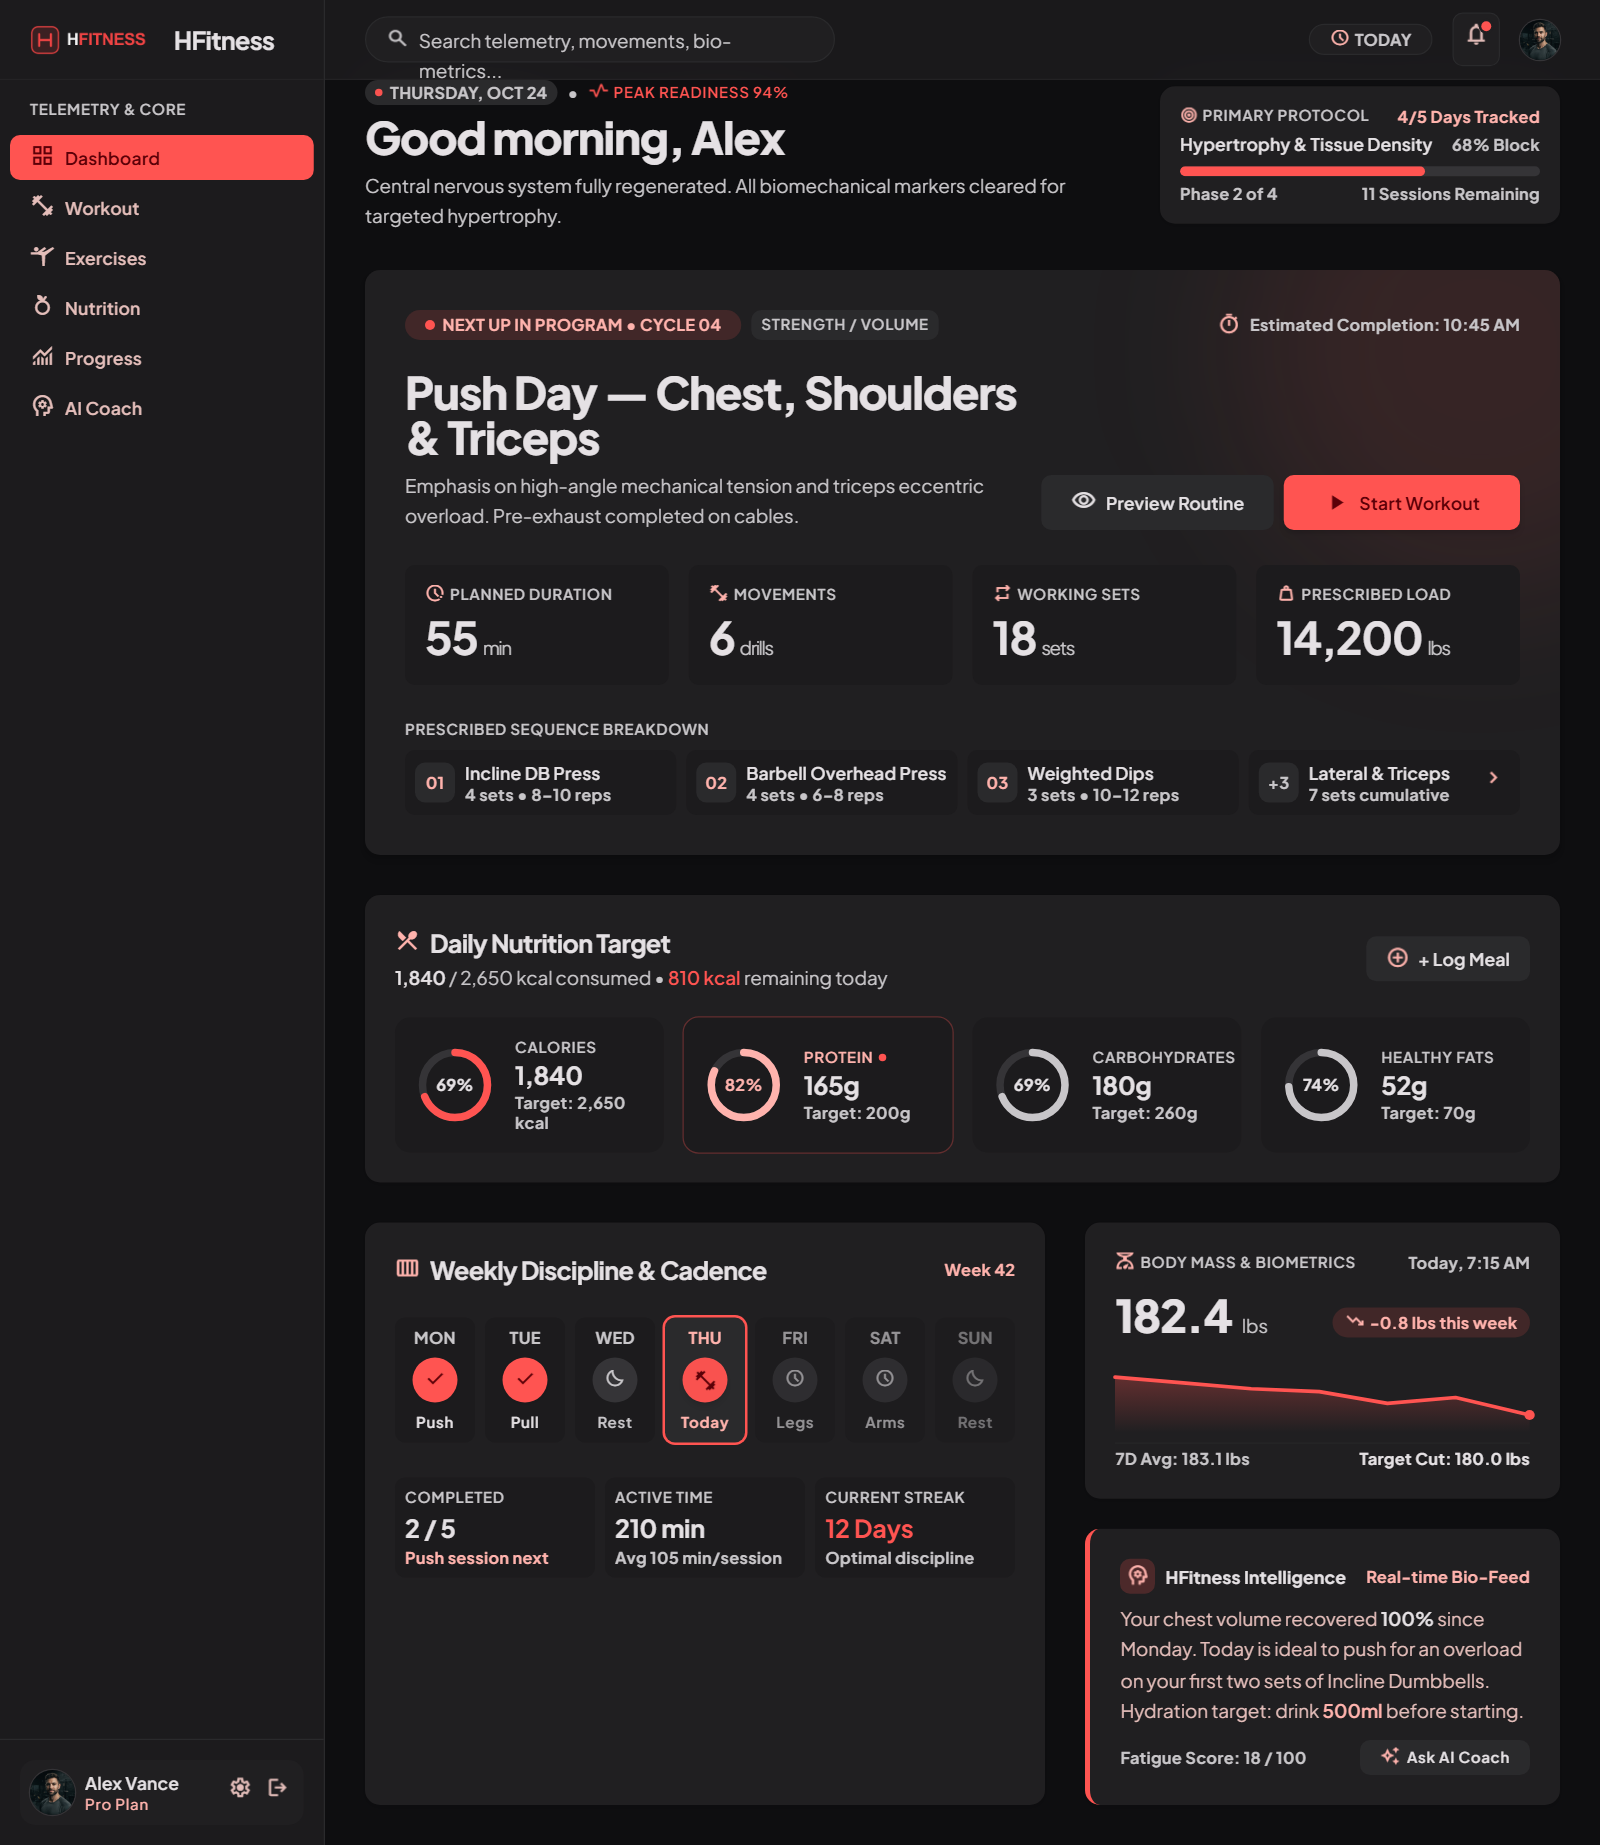 HFITNESS
HFitness
Search telemetry, movements, bio-
metrics...
TODAY
TELEMETRY & CORE
Dashboard
Workout
Exercises
Nutrition
Progress
AI Coach
THURSDAY, OCT 24 • PEAK READINESS 94%
Good morning, Alex
Central nervous system fully regenerated. All biomechanical markers cleared for
targeted hypertrophy.
PRIMARY PROTOCOL 4/5 Days Tracked
Hypertrophy & Tissue Density 68% Block
Phase 2 of 4 11 Sessions Remaining
NEXT UP IN PROGRAM • CYCLE 04
STRENGTH / VOLUME
Estimated Completion: 10:45 AM
Push Day — Chest, Shoulders
& Triceps
Emphasis on high-angle mechanical tension and triceps eccentric
overload. Pre-exhaust completed on cables.
Preview Routine
Start Workout
PLANNED DURATION
55 min
MOVEMENTS
6 drills
WORKING SETS
18 sets
PRESCRIBED LOAD
14,200 lbs
PRESCRIBED SEQUENCE BREAKDOWN
01
Incline DB Press
4 sets • 8-10 reps
02
Barbell Overhead Press
4 sets • 6-8 reps
03
Weighted Dips
3 sets • 10-12 reps
+3
Lateral & Triceps
7 sets cumulative
Daily Nutrition Target
1,840 / 2,650 kcal consumed • 810 kcal remaining today
+ Log Meal
69%
CALORIES
1,840
Target: 2,650
kcal
82%
PROTEIN
165g
Target: 200g
69%
CARBOHYDRATES
180g
Target: 260g
74%
HEALTHY FATS
52g
Target: 70g
Weekly Discipline & Cadence
Week 42
MON
Push
TUE
Pull
WED
Rest
THU
Today
FRI
Legs
SAT
Arms
SUN
Rest
COMPLETED
2 / 5
Push session next
ACTIVE TIME
210 min
Avg 105 min/session
CURRENT STREAK
12 Days
Optimal discipline
BODY MASS & BIOMETRICS
Today, 7:15 AM
182.4 lbs
-0.8 lbs this week
7D Avg: 183.1 lbs
Target Cut: 180.0 lbs
HFitness Intelligence
Real-time Bio-Feed
Your chest volume recovered 100% since
Monday. Today is ideal to push for an overload
on your first two sets of Incline Dumbbells.
Hydration target: drink 500ml before starting.
Fatigue Score: 18 / 100
Ask AI Coach
Alex Vance
Pro Plan